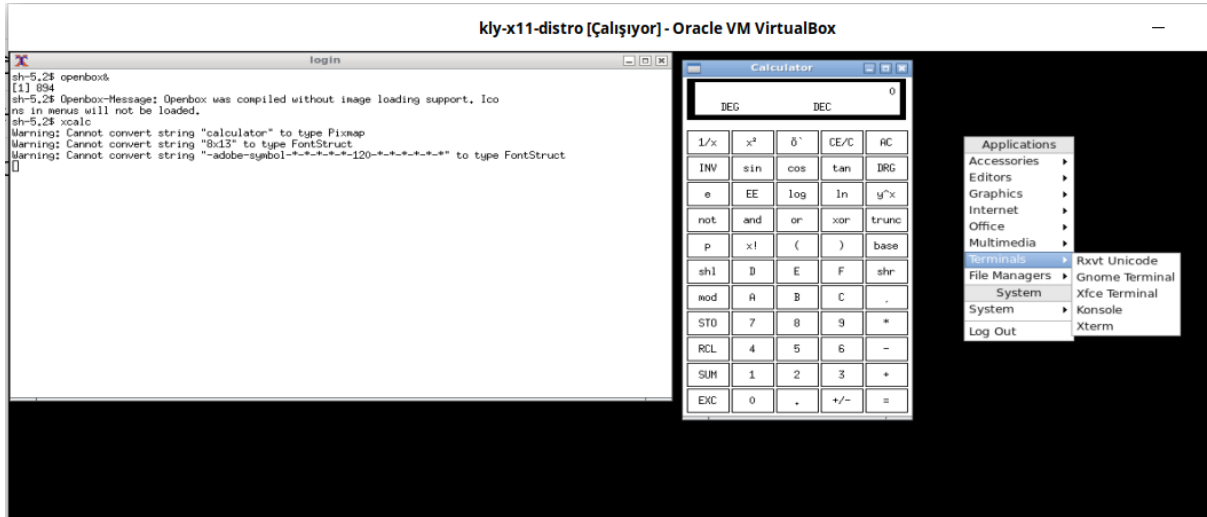 kly-x11-distro [Çalışıyor] - Oracle VM VirtualBox
login
sh-5.2$ openbox&
[1] 894
sh-5.2$ Openbox-Message: Openbox was compiled without image loading support. Ico
ns in menus will not be loaded.
sh-5.2$ xcalc
Warning: Cannot convert string "calculator" to type Pixmap
Warning: Cannot convert string "8x13" to type FontStruct
Warning: Cannot convert string "-adobe-symbol-*-*-*-*-*-120-*-*-*-*-*-*" to type FontStruct
Calculator
0
DEG DEC
1/x x² õ` CE/C AC
INV sin cos tan DRG
e EE log ln y^x
not and or xor trunc
p x! ( ) base
shl D E F shr
mod A B C ,
STO 7 8 9 *
RCL 4 5 6 -
SUM 1 2 3 +
EXC 0 . +/- =
Applications
Accessories
Editors
Graphics
Internet
Office
Multimedia
Terminals
File Managers
System
System
Log Out
Rxvt Unicode
Gnome Terminal
Xfce Terminal
Konsole
Xterm